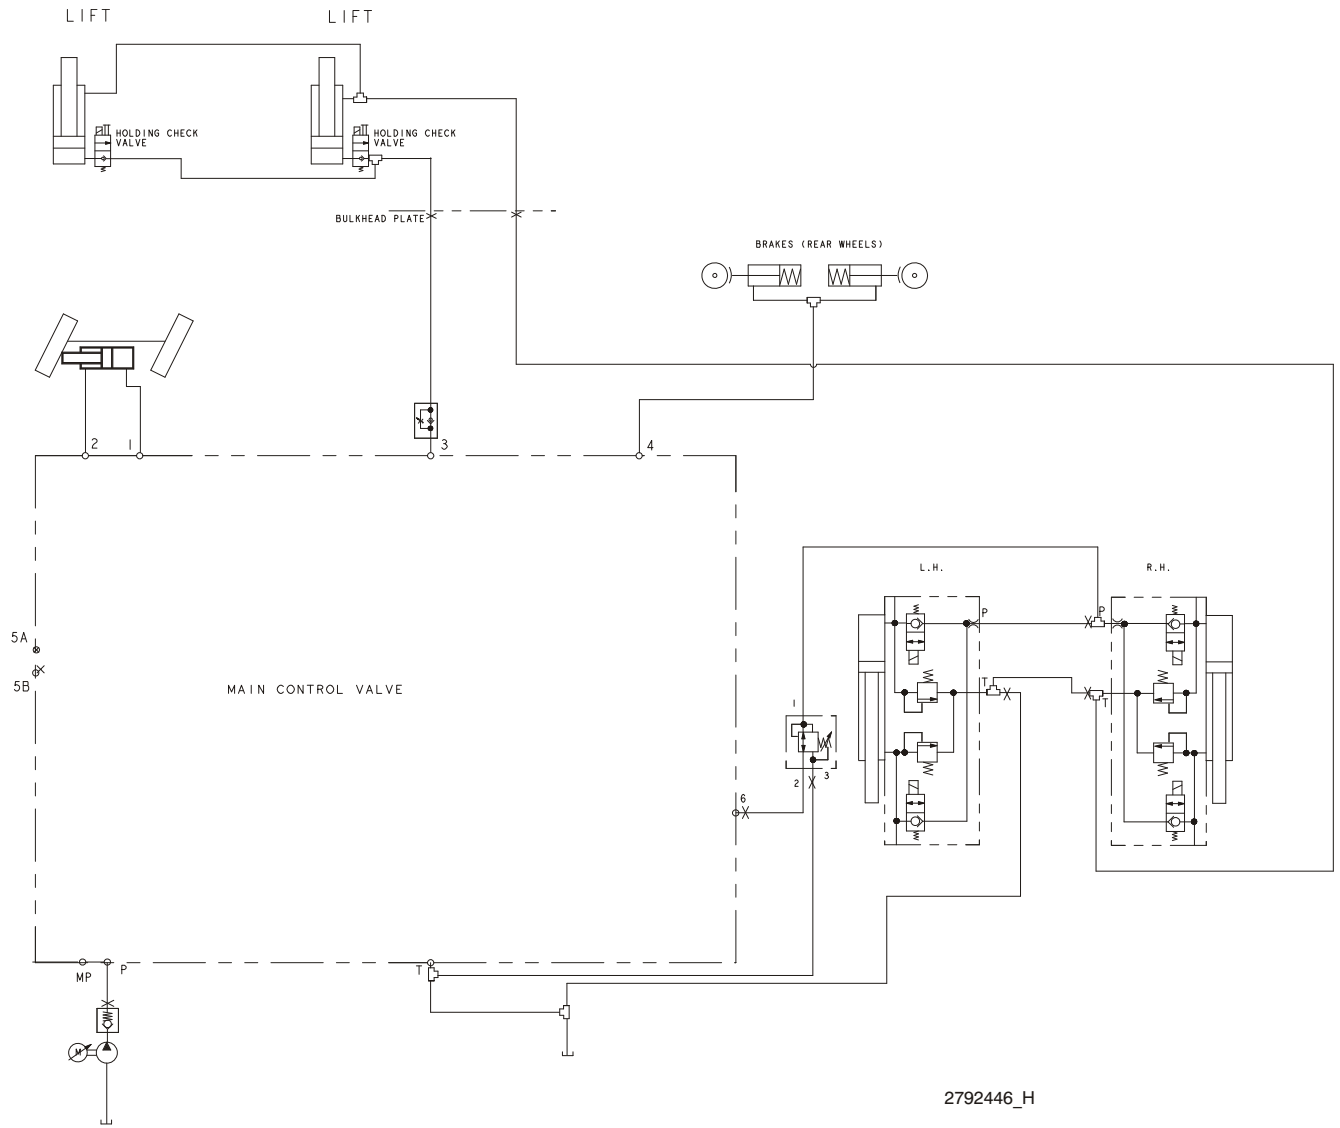 LIFT
LIFT
HOLDING CHECK
VALVE
HOLDING CHECK
VALVE
BULKHEAD PLATE
BRAKES (REAR WHEELS)
2
1
3
4
L.H.
R.H.
P
P
5A
5B
MAIN CONTROL VALVE
T
T
1
2
3
6
MP
P
T
M
2792446_H